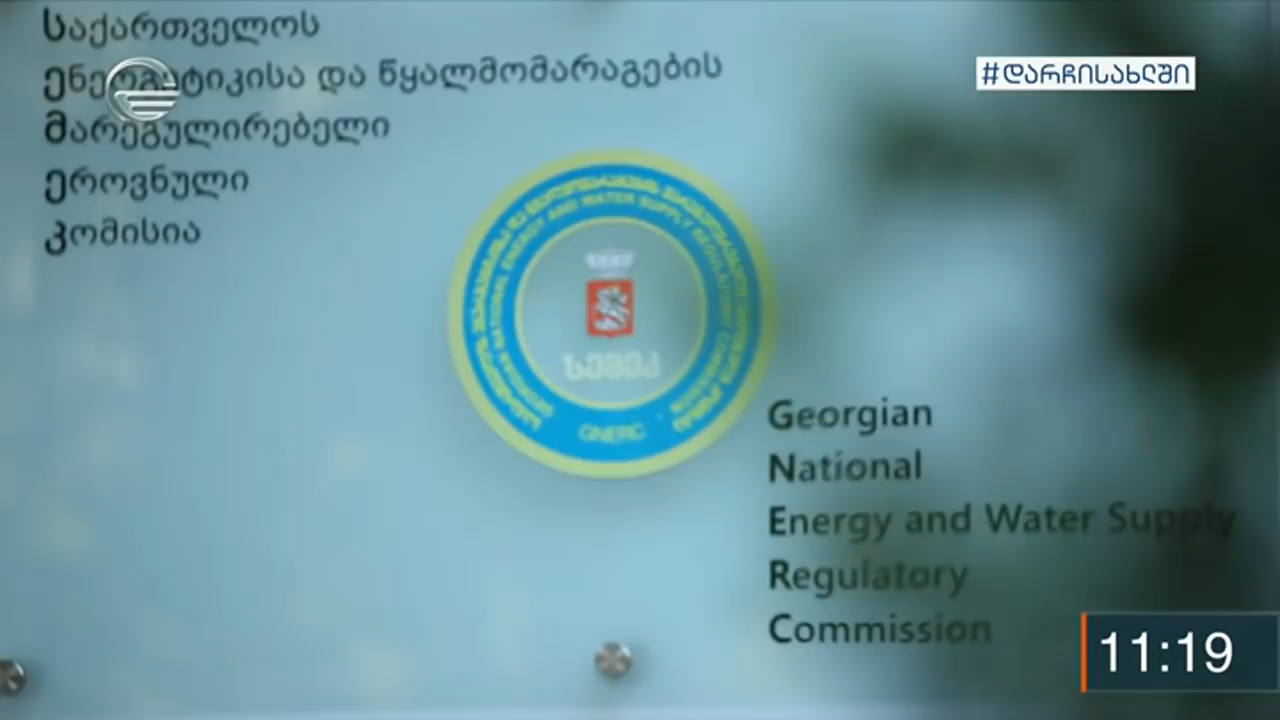 საქართველოს
ენერგეტიკისა და წყალმომარაგების
მარეგულირებელი
ეროვნული
კომისია
#დარჩისახლში
სემეკ
GNERC
Georgian
National
Energy and Water Supply
Regulatory
Commission
11:19